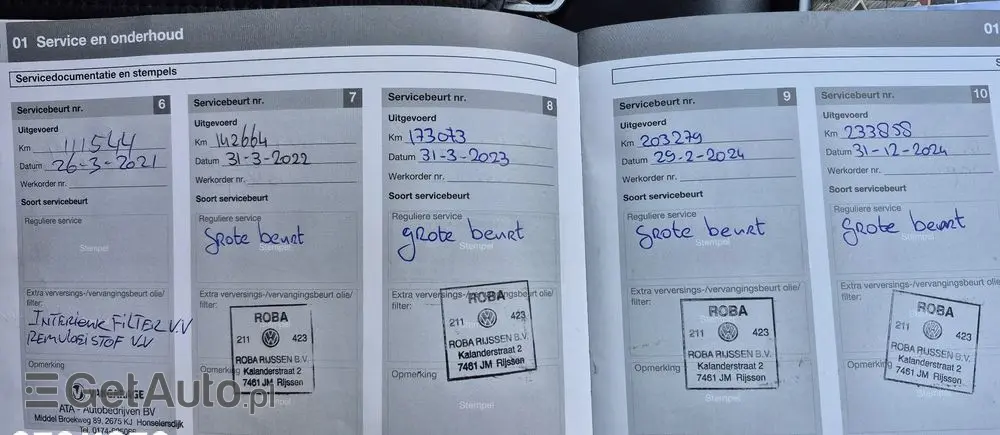 01 Service en onderhoud
Servicedocumentatie en stempels
Servicebeurt nr. 6
Uitgevoerd
Km 111544
Datum 26-3-2021
Werkorder nr.
Soort servicebeurt
Reguliere service
Stempel
Extra verversings-/vervangingsbeurt olie/
filter:
INTERIEUR FILTER V.V
REMVLOEISTOF V.V
Opmerking
ATA - Autobedrijven BV
Middel Broekweg 89, 2675 KJ Honselersdijk
Servicebeurt nr. 7
Uitgevoerd
Km 142664
Datum 31-3-2022
Werkorder nr.
Soort servicebeurt
Reguliere service
Grote beurt
Stempel
Extra verversings-/vervangingsbeurt olie/
filter:
ROBA
211 423
ROBA RIJSSEN B.V.
Opmerking Kalanderstraat 2
7461 JM Rijssen
Stempel
Servicebeurt nr. 8
Uitgevoerd
Km 173073
Datum 31-3-2023
Werkorder nr.
Soort servicebeurt
Reguliere service
grote beurt
Stempel
Extra verversings-/vervangingsbeurt olie/
filter:
ROBA
211 423
ROBA RIJSSEN B.V.
Kalanderstraat 2
7461 JM Rijssen
Opmerking
Stempel
01
S
Servicebeurt nr. 9
Uitgevoerd
Km 203279
Datum 29-2-2024
Werkorder nr.
Soort servicebeurt
Reguliere service
Grote beurt
Stempel
Extra verversings-/vervangingsbeurt olie/
filter:
ROBA
211 423
ROBA RIJSSEN B.V.
Kalanderstraat 2
7461 JM Rijssen
Opmerking
Stempel
Servicebeurt nr. 10
Uitgevoerd
Km 233858
Datum 31-12-2024
Werkorder nr.
Soort servicebeurt
Reguliere service
Grote beurt
Stempel
Extra verversings-/vervangingsbeurt olie/
filter:
ROBA
211 423
ROBA RIJSSEN B.V.
Kalanderstraat 2
7461 JM Rijssen
Opmerking
Stempel
GetAuto.pl